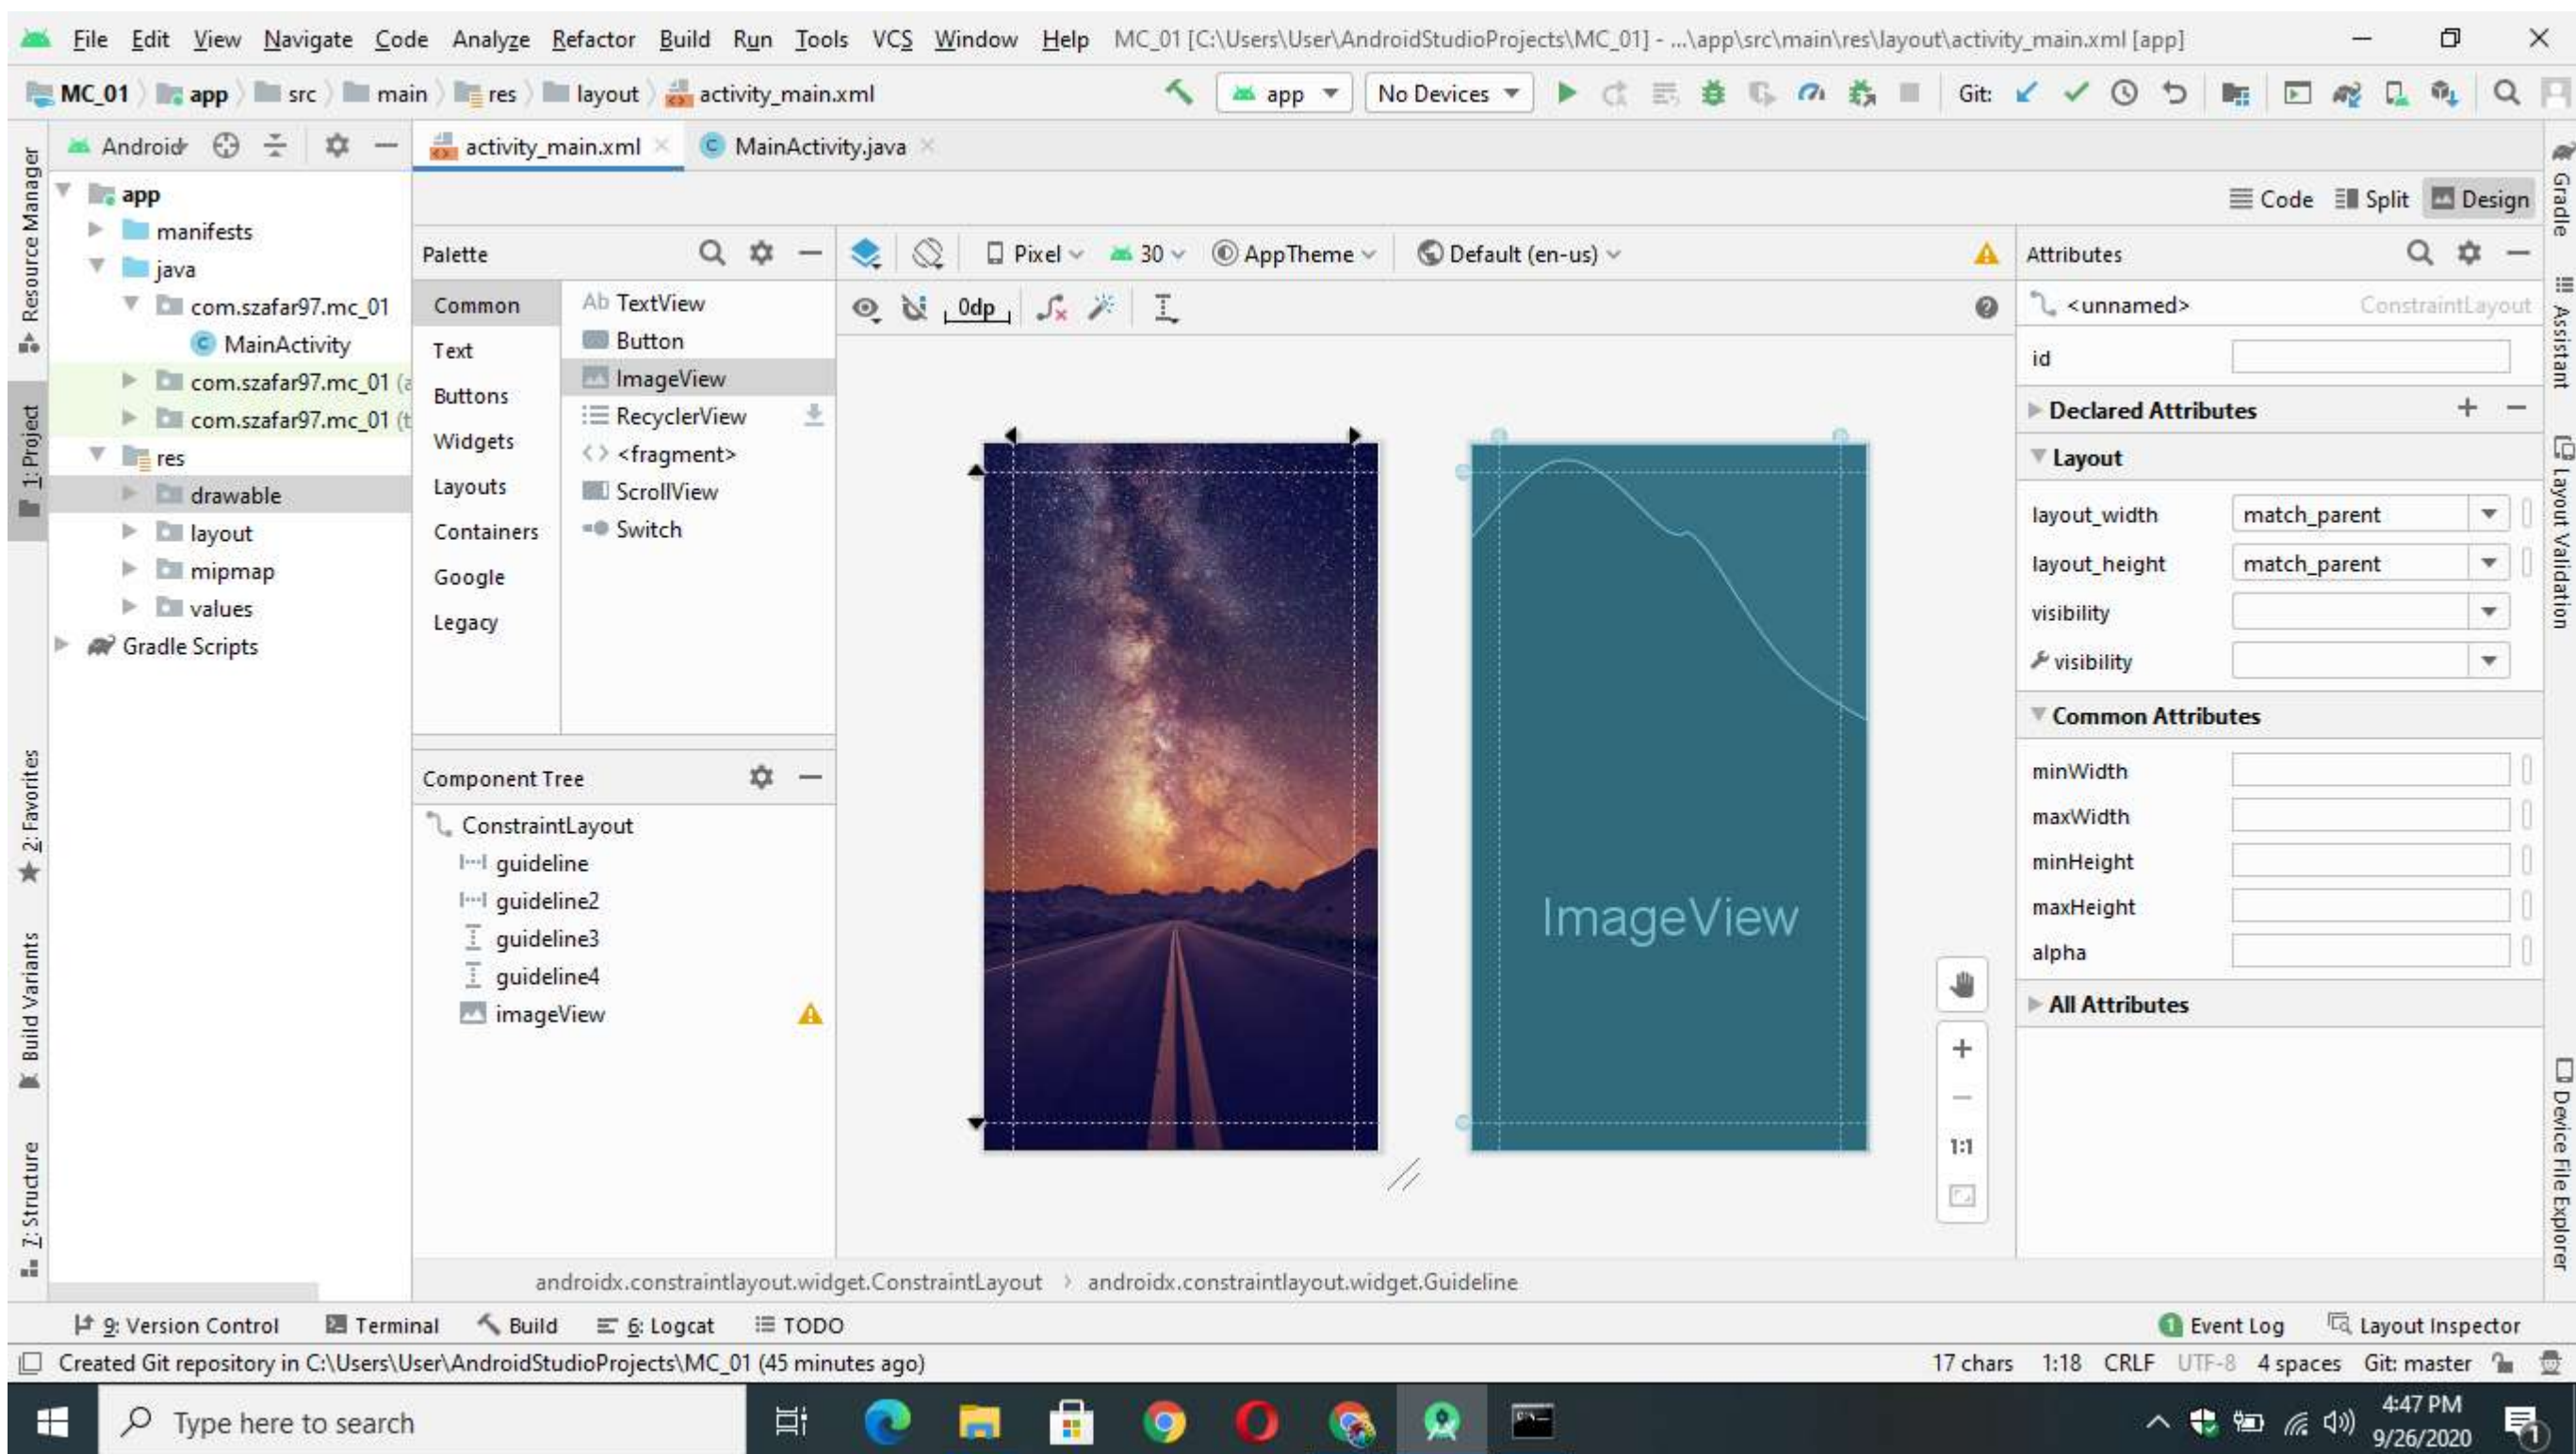 File Edit View Navigate Code Analyze Refactor Build Run Tools VCS Window Help MC_01 [C:\Users\User\AndroidStudioProjects\MC_01] - ...\app\src\main\res\layout\activity_main.xml [app]
MC_01 app src main res layout activity_main.xml app No Devices Git:
Android activity_main.xml MainActivity.java
Code Split Design
Resource Manager
1: Project
2: Favorites
Build Variants
7: Structure
app
manifests
java
com.szafar97.mc_01
MainActivity
com.szafar97.mc_01 (a
com.szafar97.mc_01 (t
res
drawable
layout
mipmap
values
Gradle Scripts
Palette
Common
Text
Buttons
Widgets
Layouts
Containers
Google
Legacy
Ab TextView
Button
ImageView
RecyclerView
<fragment>
ScrollView
Switch
Component Tree
ConstraintLayout
guideline
guideline2
guideline3
guideline4
imageView
Pixel 30 AppTheme Default (en-us)
0dp
ImageView
1:1
Attributes
<unnamed> ConstraintLayout
id
Declared Attributes
Layout
layout_width match_parent
layout_height match_parent
visibility
visibility
Common Attributes
minWidth
maxWidth
minHeight
maxHeight
alpha
All Attributes
Gradle
Assistant
Layout Validation
Device File Explorer
androidx.constraintlayout.widget.ConstraintLayout androidx.constraintlayout.widget.Guideline
9: Version Control Terminal Build 6: Logcat TODO 1 Event Log Layout Inspector
Created Git repository in C:\Users\User\AndroidStudioProjects\MC_01 (45 minutes ago) 17 chars 1:18 CRLF UTF-8 4 spaces Git: master
Type here to search
4:47 PM
9/26/2020
1